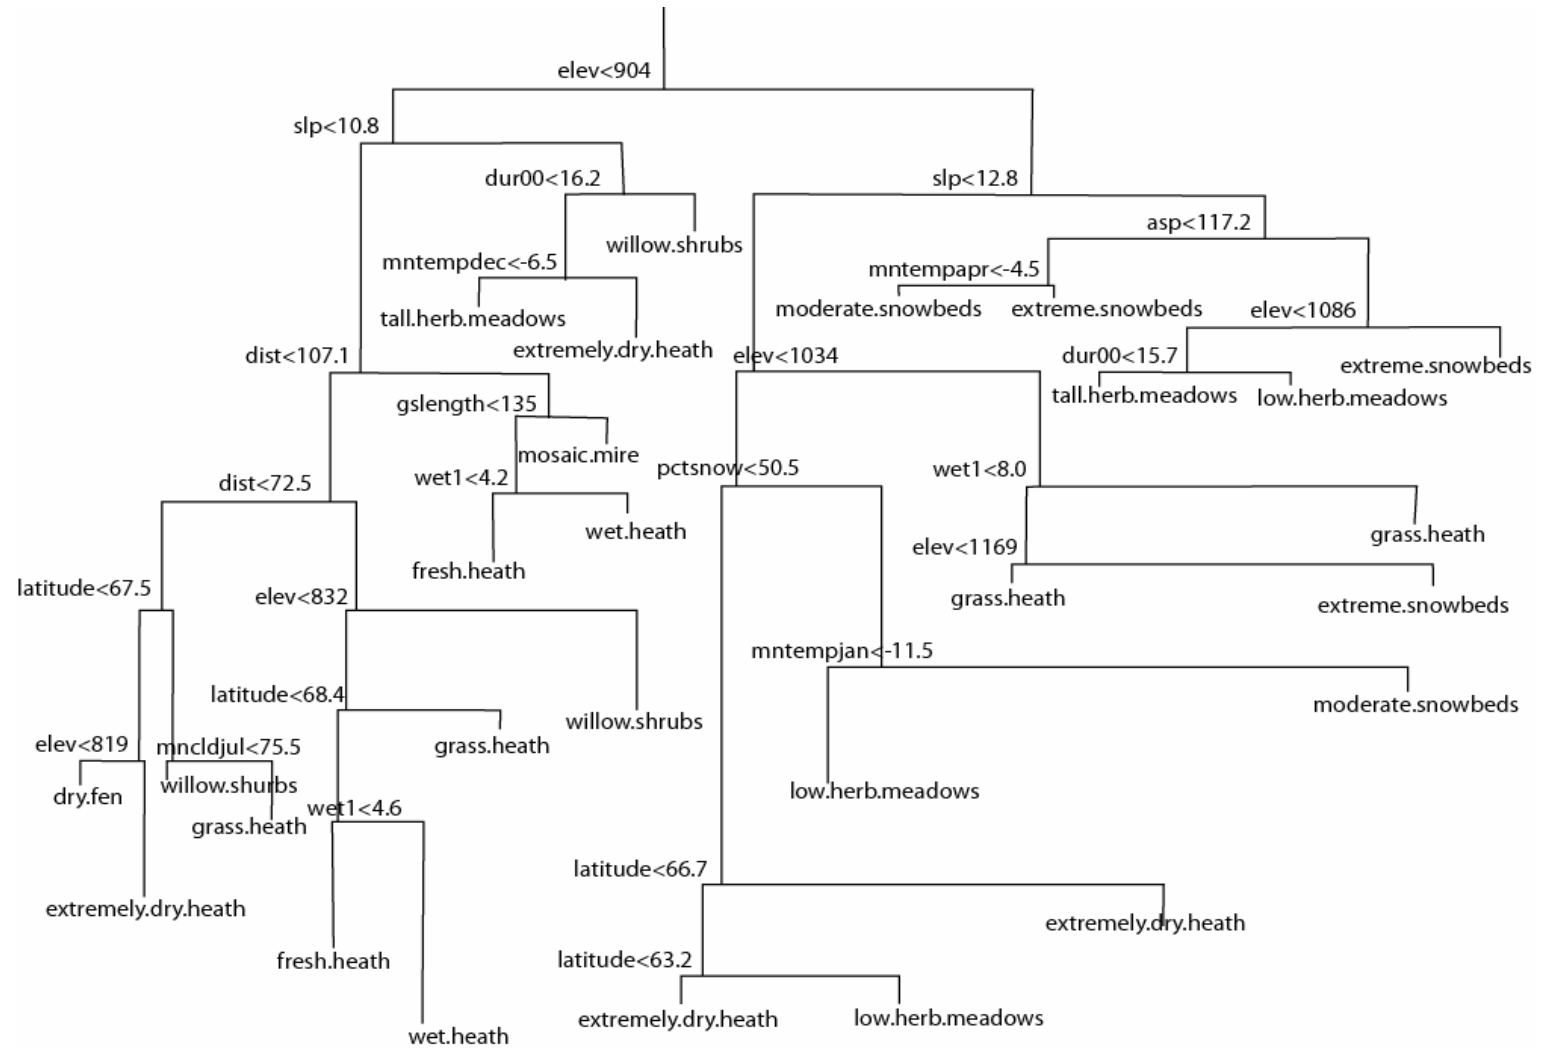 elev<904
slp<10.8
dur00<16.2
slp<12.8
asp<117.2
willow.shrubs
mntempdec<-6.5
mntempapr<-4.5
moderate.snowbeds
extreme.snowbeds
elev<1086
tall.herb.meadows
extremely.dry.heath
dist<107.1
elev<1034
dur00<15.7
extreme.snowbeds
tall.herb.meadows
low.herb.meadows
gslength<135
mosaic.mire
pctsnow<50.5
wet1<8.0
wet1<4.2
dist<72.5
wet.heath
grass.heath
elev<1169
fresh.heath
latitude<67.5
elev<832
grass.heath
extreme.snowbeds
mntempjan<-11.5
latitude<68.4
moderate.snowbeds
willow.shrubs
elev<819
mncldjul<75.5
grass.heath
willow.shurbs
dry.fen
low.herb.meadows
wet1<4.6
grass.heath
latitude<66.7
extremely.dry.heath
extremely.dry.heath
fresh.heath
latitude<63.2
extremely.dry.heath
low.herb.meadows
wet.heath